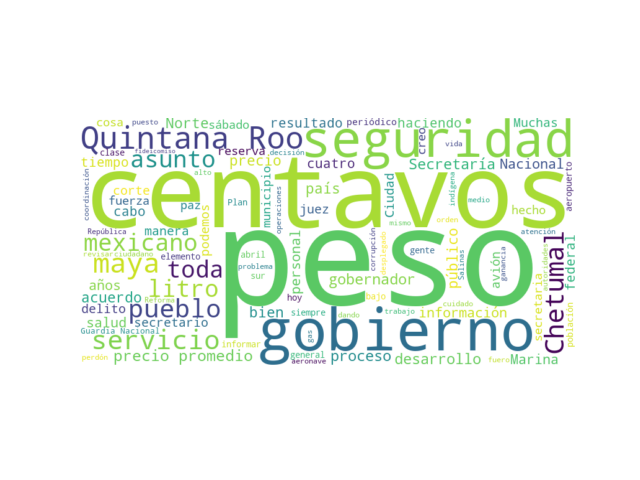 cosa puesto Norte sábado resultado periódico haciendo Muchas
Quintana Roo seguridad
clase fideicomiso reserva decisión creo vida
tiempo asunto precio cuatro Secretaría Nacional
coordinación alto aeropuerto
centavos
corte fuerza paz Plan municipio operaciones país Ciudad indígena medio
cabo podemos juez hecho
República manera mismo orden atención
peso
mexicano revisar ciudadano elemento
personal abril problema sur corrupción desplegado gente público Salinas avión ganancia
maya toda gobernador Chetumal federal
años litro hoy bajo cuidado autoridades
acuerdo Reforma
delito pueblo bien siempre dando trabajo información
salud secretario gobierno secretaria población
Guardia Nacional
servicio informar gas
perdón precio promedio general aeronave proceso desarrollo fuero Marina